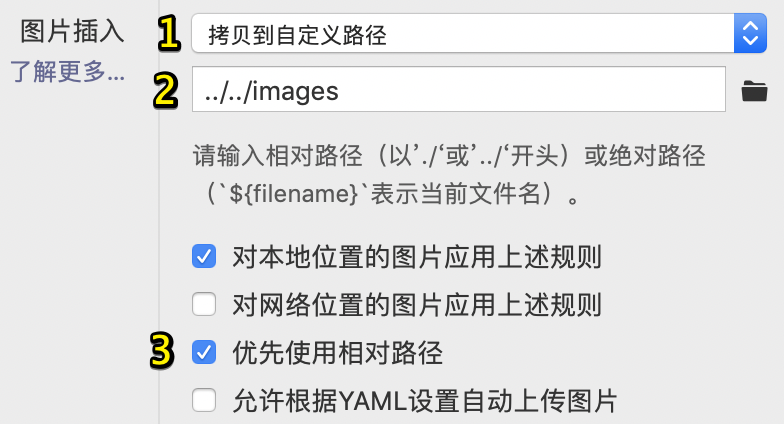 图片插入
1 拷贝到自定义路径
了解更多...
2 ../../images
请输入相对路径（以’./‘或’../‘开头）或绝对路径
（`${filename}`表示当前文件名）。
对本地位置的图片应用上述规则
对网络位置的图片应用上述规则
3 优先使用相对路径
允许根据YAML设置自动上传图片